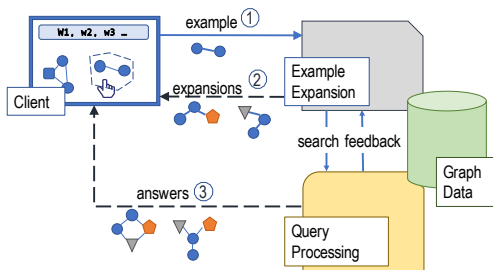 W1, w2, w3 …
example 1
Client
expansions 2
Example
Expansion
search feedback
Graph
Data
answers 3
Query
Processing